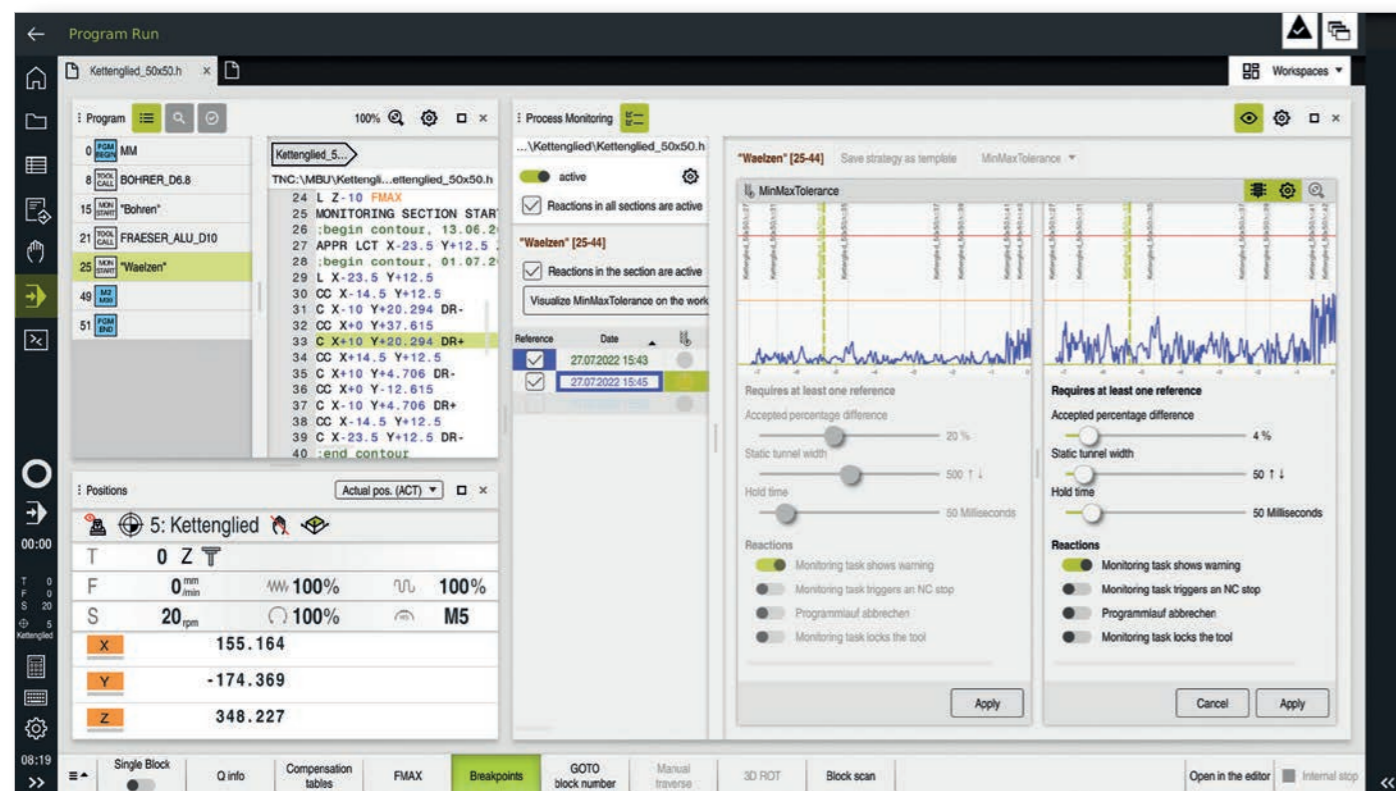 Program Run
Kettenglied_50x50.h ×
Workspaces
Program
100%
0 PGM BEGIN MM
8 TOOL CALL BOHRER_D6.8
15 MON START "Bohren"
21 TOOL CALL FRAESER_ALU_D10
25 MON START "Waelzen"
49 M2 M30
51 PGM END
Kettenglied_5...
TNC:\MBU\Kettengli...ettenglied_50x50.h
24 L Z-10 FMAX
25 MONITORING SECTION STAR
26 ;begin contour, 13.06.2
27 APPR LCT X-23.5 Y+12.5
28 ;begin contour, 01.07.2
29 L X-23.5 Y+12.5
30 CC X-14.5 Y+12.5
31 C X-10 Y+20.294 DR-
32 CC X+0 Y+37.615
33 C X+10 Y+20.294 DR+
34 CC X+14.5 Y+12.5
35 C X+10 Y+4.706 DR-
36 CC X+0 Y-12.615
37 C X-10 Y+4.706 DR+
38 CC X-14.5 Y+12.5
39 C X-23.5 Y+12.5 DR-
40 ;end contour
Positions
Actual pos. (ACT)
5: Kettenglied
T 0 Z
F 0 mm/min 100% 100%
S 20 rpm 100% M5
X 155.164
Y -174.369
Z 348.227
00:00
T 0
F 0
S 20
5
Kettenglied
08:19
Process Monitoring
...\Kettenglied\Kettenglied_50x50.h
active
Reactions in all sections are active
"Waelzen" [25-44]
Reactions in the section are active
Visualize MinMaxTolerance on the work
Reference Date
27.07.2022 15:43
27.07.2022 15:45
"Waelzen" [25-44] Save strategy as template MinMaxTolerance
MinMaxTolerance
Requires at least one reference
Accepted percentage difference
20 %
Static tunnel width
500 ↑↓
Hold time
50 Milliseconds
Reactions
Monitoring task shows warning
Monitoring task triggers an NC stop
Programmlauf abbrechen
Monitoring task locks the tool
Apply
Requires at least one reference
Accepted percentage difference
4 %
Static tunnel width
50 ↑↓
Hold time
50 Milliseconds
Reactions
Monitoring task shows warning
Monitoring task triggers an NC stop
Programmlauf abbrechen
Monitoring task locks the tool
Cancel
Apply
Single Block
Q info
Compensation
tables
FMAX
Breakpoints
GOTO
block number
Manual
traverse
3D ROT
Block scan
Open in the editor
Internal stop